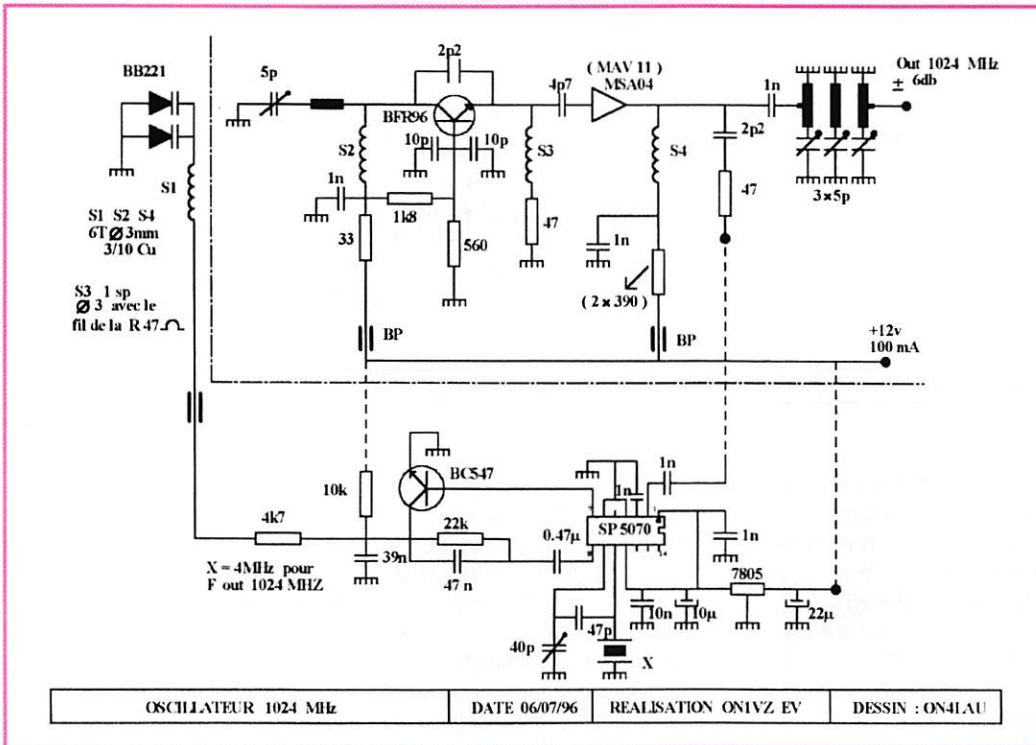 BB221
5p
2p2
BFR96
4p7
( MAV 11 )
MSA04
1n
Out 1024 MHz
±
6db
S1
S2
10p
10p
S3
S4
2p2
1n
1k8
47
1n
47
3 x 5p
S1 S2 S4
6T Ø 3mm
3/10 Cu
33
560
( 2 x 390 )
S3 1 sp
Ø 3 avec le
fil de la R 47
BP
BP
+12v
100 mA
BC547
10k
1n
1n
4k7
22k
0.47µ
SP 5070
1n
39n
47 n
7805
X = 4MHz pour
F out 1024 MHZ
10n
10µ
22µ
40p
47p
X
OSCILLATEUR 1024 MHz
DATE 06/07/96
REALISATION ON1VZ EV
DESSIN : ON4LAU